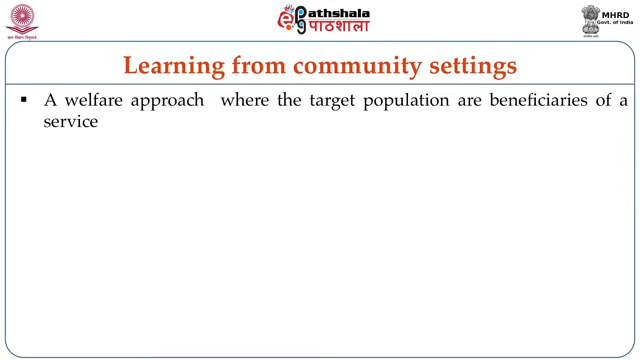 Pathshala
पाठशाला
MHRD
Govt. of India
Learning from community settings
▪ A welfare approach where the target population are beneficiaries of a
service